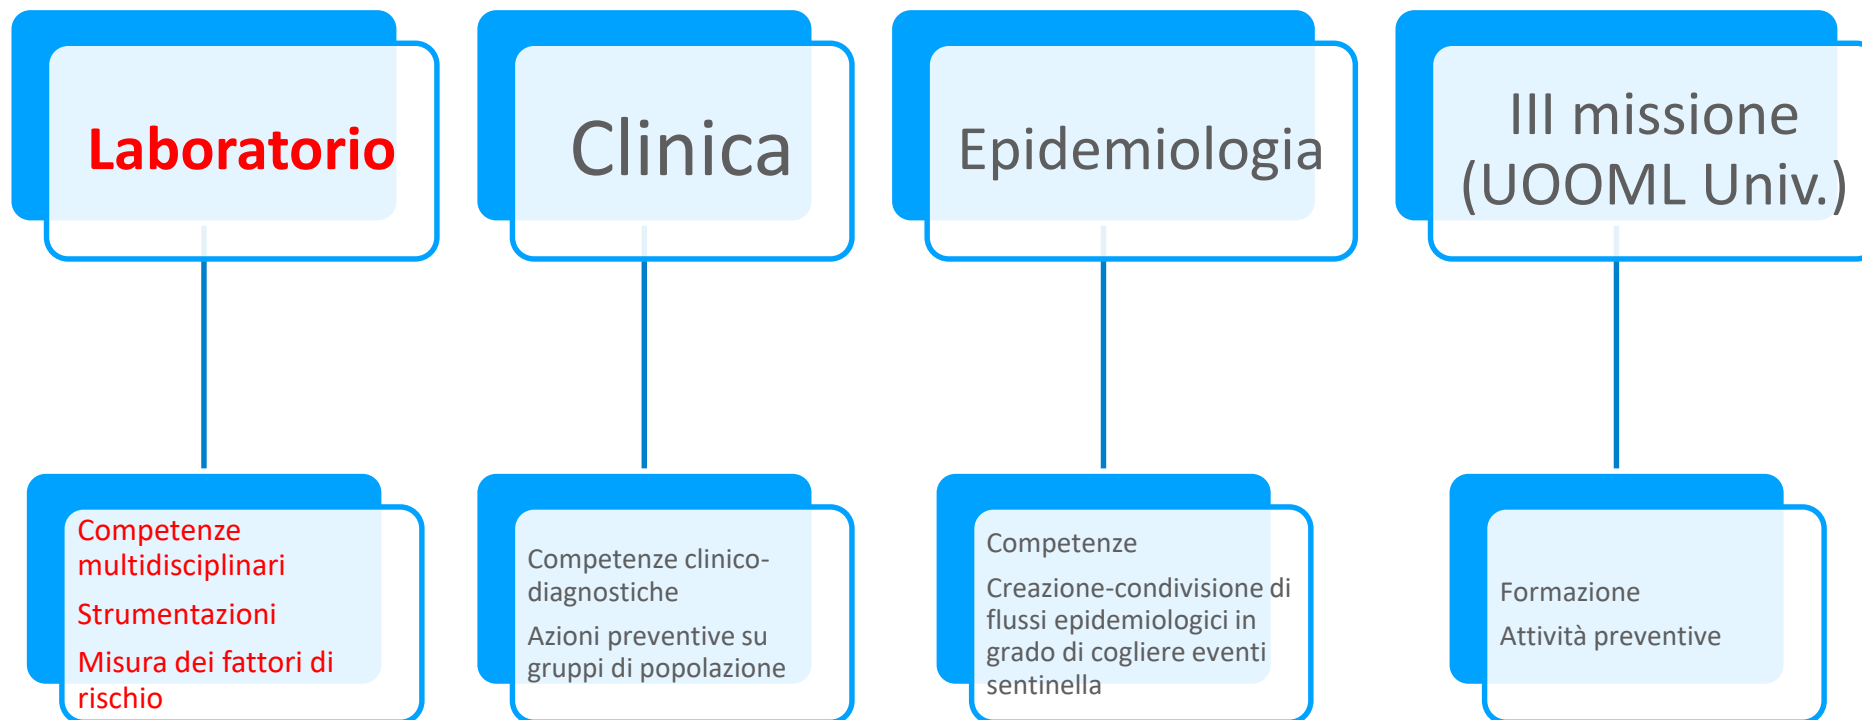 Laboratorio
Clinica
Epidemiologia
III missione
(UOOML Univ.)
Competenze
multidisciplinari
Strumentazioni
Misura dei fattori di
rischio
Competenze clinico-
diagnostiche
Azioni preventive su
gruppi di popolazione
Competenze
Creazione-condivisione di
flussi epidemiologici in
grado di cogliere eventi
sentinella
Formazione
Attività preventive